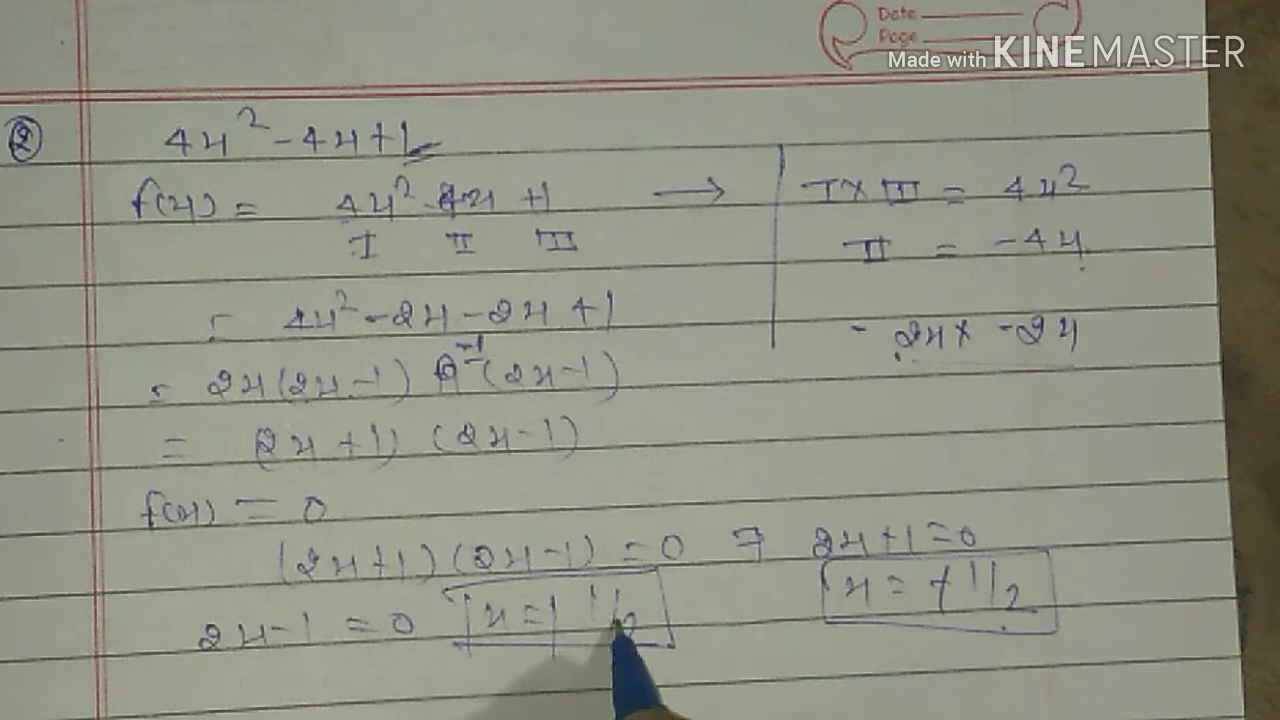 Date
Page
Made with KINEMASTER
② 4x² - 4x + 1
f(x) = 4x² - 4x + 1 → I × III = 4x²
I II III II = -4x
= 4x² - 2x - 2x + 1 - 2x × -2x
= 2x(2x - 1) -1 (2x - 1)
= (2x + 1) (2x - 1)
f(x) = 0
(2x + 1) (2x - 1) = 0 ⇒ 2x + 1 = 0
2x - 1 = 0 x = 1/2 x = + 1/2